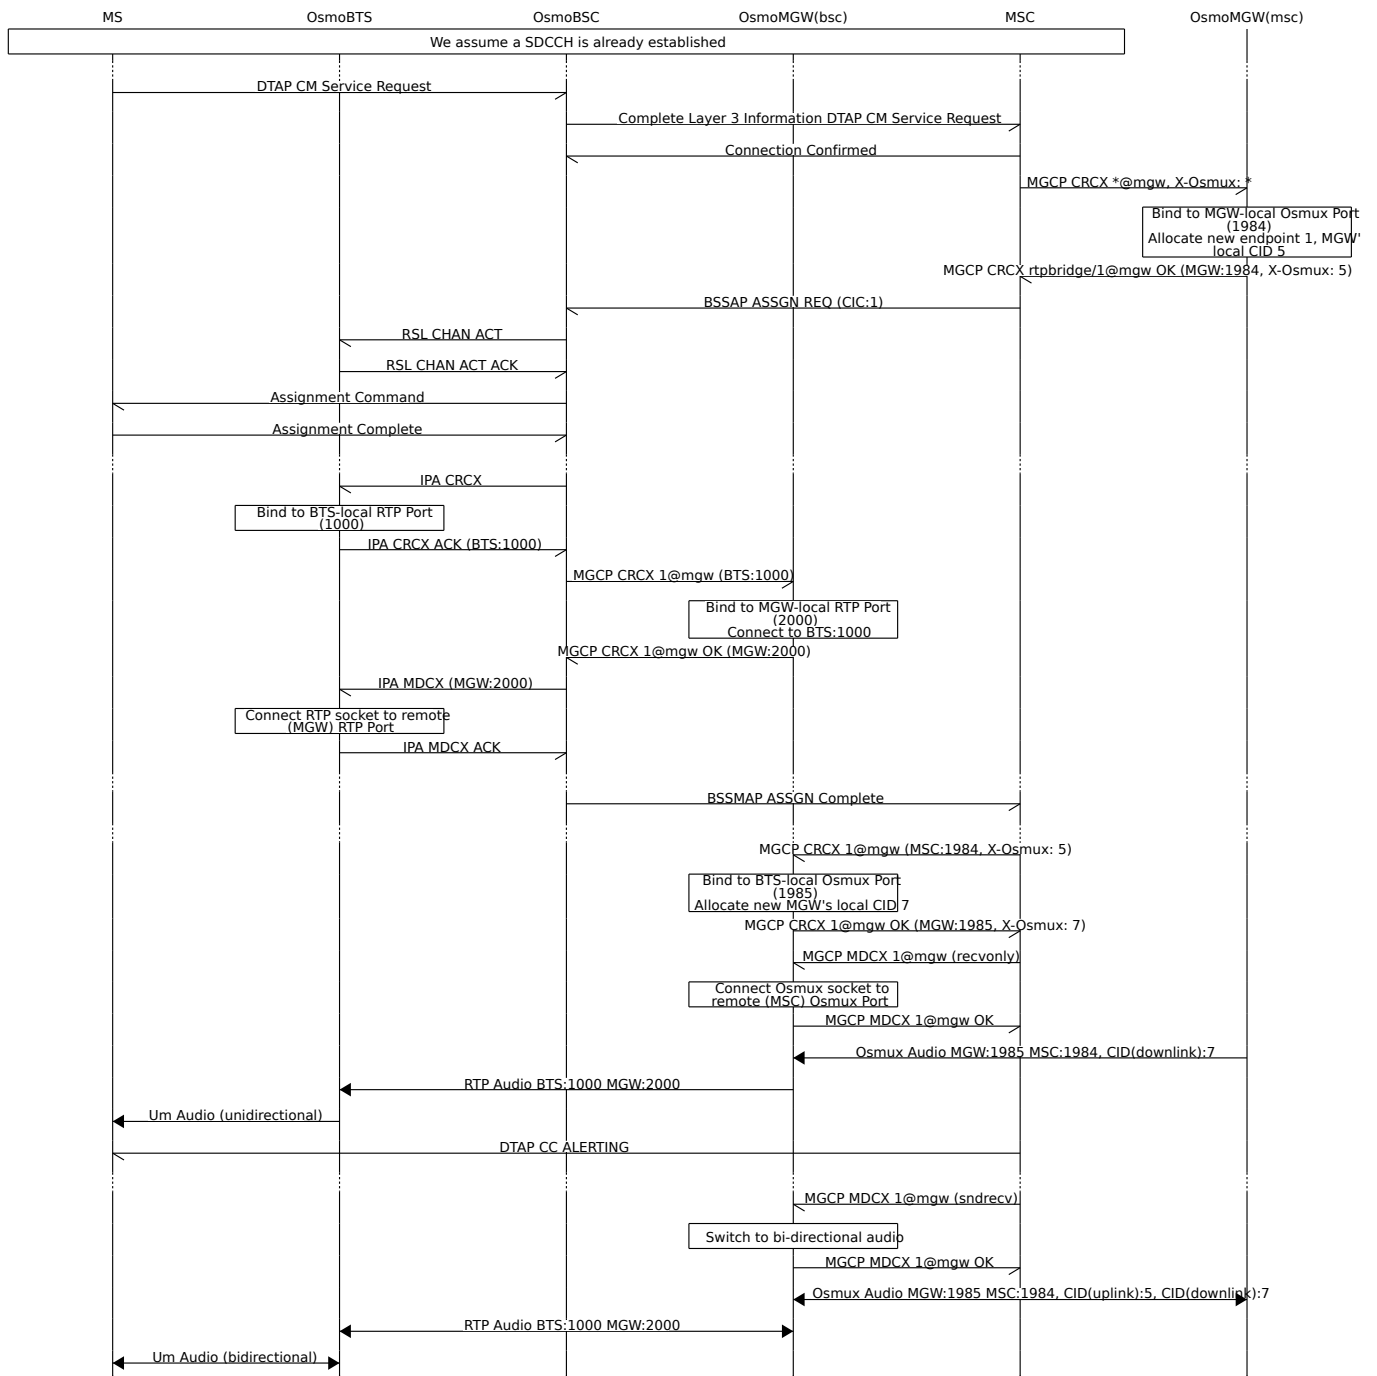 MS OsmoBTS OsmoBSC OsmoMGW(bsc) MSC OsmoMGW(msc)
We assume a SDCCH is already established
DTAP CM Service Request
Complete Layer 3 Information DTAP CM Service Request
Connection Confirmed
MGCP CRCX *@mgw, X-Osmux: *
Bind to MGW-local Osmux Port
(1984)
Allocate new endpoint 1, MGW'
local CID 5
MGCP CRCX rtpbridge/1@mgw OK (MGW:1984, X-Osmux: 5)
BSSAP ASSGN REQ (CIC:1)
RSL CHAN ACT
RSL CHAN ACT ACK
Assignment Command
Assignment Complete
IPA CRCX
Bind to BTS-local RTP Port
(1000)
IPA CRCX ACK (BTS:1000)
MGCP CRCX 1@mgw (BTS:1000)
Bind to MGW-local RTP Port
(2000)
Connect to BTS:1000
MGCP CRCX 1@mgw OK (MGW:2000)
IPA MDCX (MGW:2000)
Connect RTP socket to remote
(MGW) RTP Port
IPA MDCX ACK
BSSMAP ASSGN Complete
MGCP CRCX 1@mgw (MSC:1984, X-Osmux: 5)
Bind to BTS-local Osmux Port
(1985)
Allocate new MGW's local CID 7
MGCP CRCX 1@mgw OK (MGW:1985, X-Osmux: 7)
MGCP MDCX 1@mgw (recvonly)
Connect Osmux socket to
remote (MSC) Osmux Port
MGCP MDCX 1@mgw OK
Osmux Audio MGW:1985 MSC:1984, CID(downlink):7
RTP Audio BTS:1000 MGW:2000
Um Audio (unidirectional)
DTAP CC ALERTING
MGCP MDCX 1@mgw (sndrecv)
Switch to bi-directional audio
MGCP MDCX 1@mgw OK
Osmux Audio MGW:1985 MSC:1984, CID(uplink):5, CID(downlink):7
RTP Audio BTS:1000 MGW:2000
Um Audio (bidirectional)